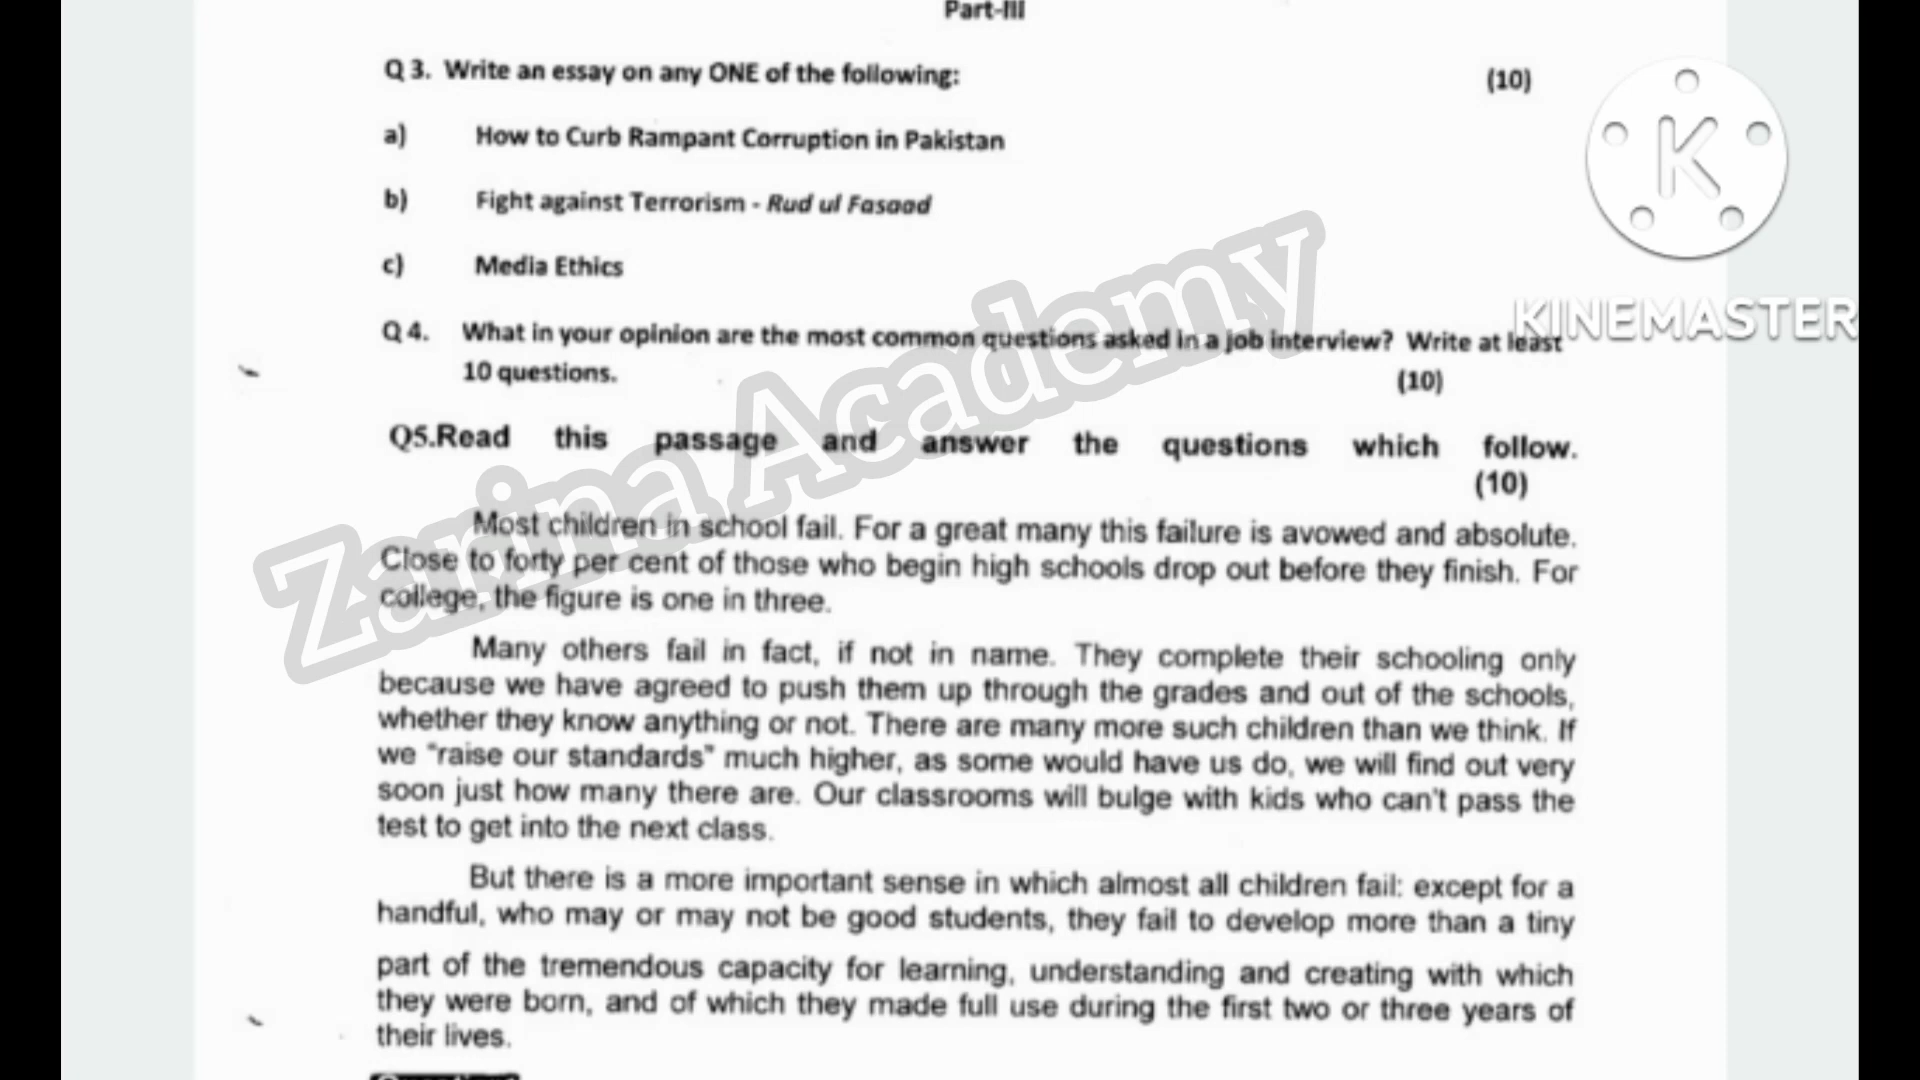 Part-III
Q 3. Write an essay on any ONE of the following: (10)
a) How to Curb Rampant Corruption in Pakistan
b) Fight against Terrorism - Rud ul Fasaad
c) Media Ethics
K
KINEMASTER
Q 4. What in your opinion are the most common questions asked in a job interview? Write at least
10 questions. (10)
Q5.Read this passage and answer the questions which follow.
(10)
Zarina Academy
Most children in school fail. For a great many this failure is avowed and absolute.
Close to forty per cent of those who begin high schools drop out before they finish. For
college, the figure is one in three.
Many others fail in fact, if not in name. They complete their schooling only
because we have agreed to push them up through the grades and out of the schools,
whether they know anything or not. There are many more such children than we think. If
we "raise our standards" much higher, as some would have us do, we will find out very
soon just how many there are. Our classrooms will bulge with kids who can't pass the
test to get into the next class.
But there is a more important sense in which almost all children fail: except for a
handful, who may or may not be good students, they fail to develop more than a tiny
part of the tremendous capacity for learning, understanding and creating with which
they were born, and of which they made full use during the first two or three years of
their lives.